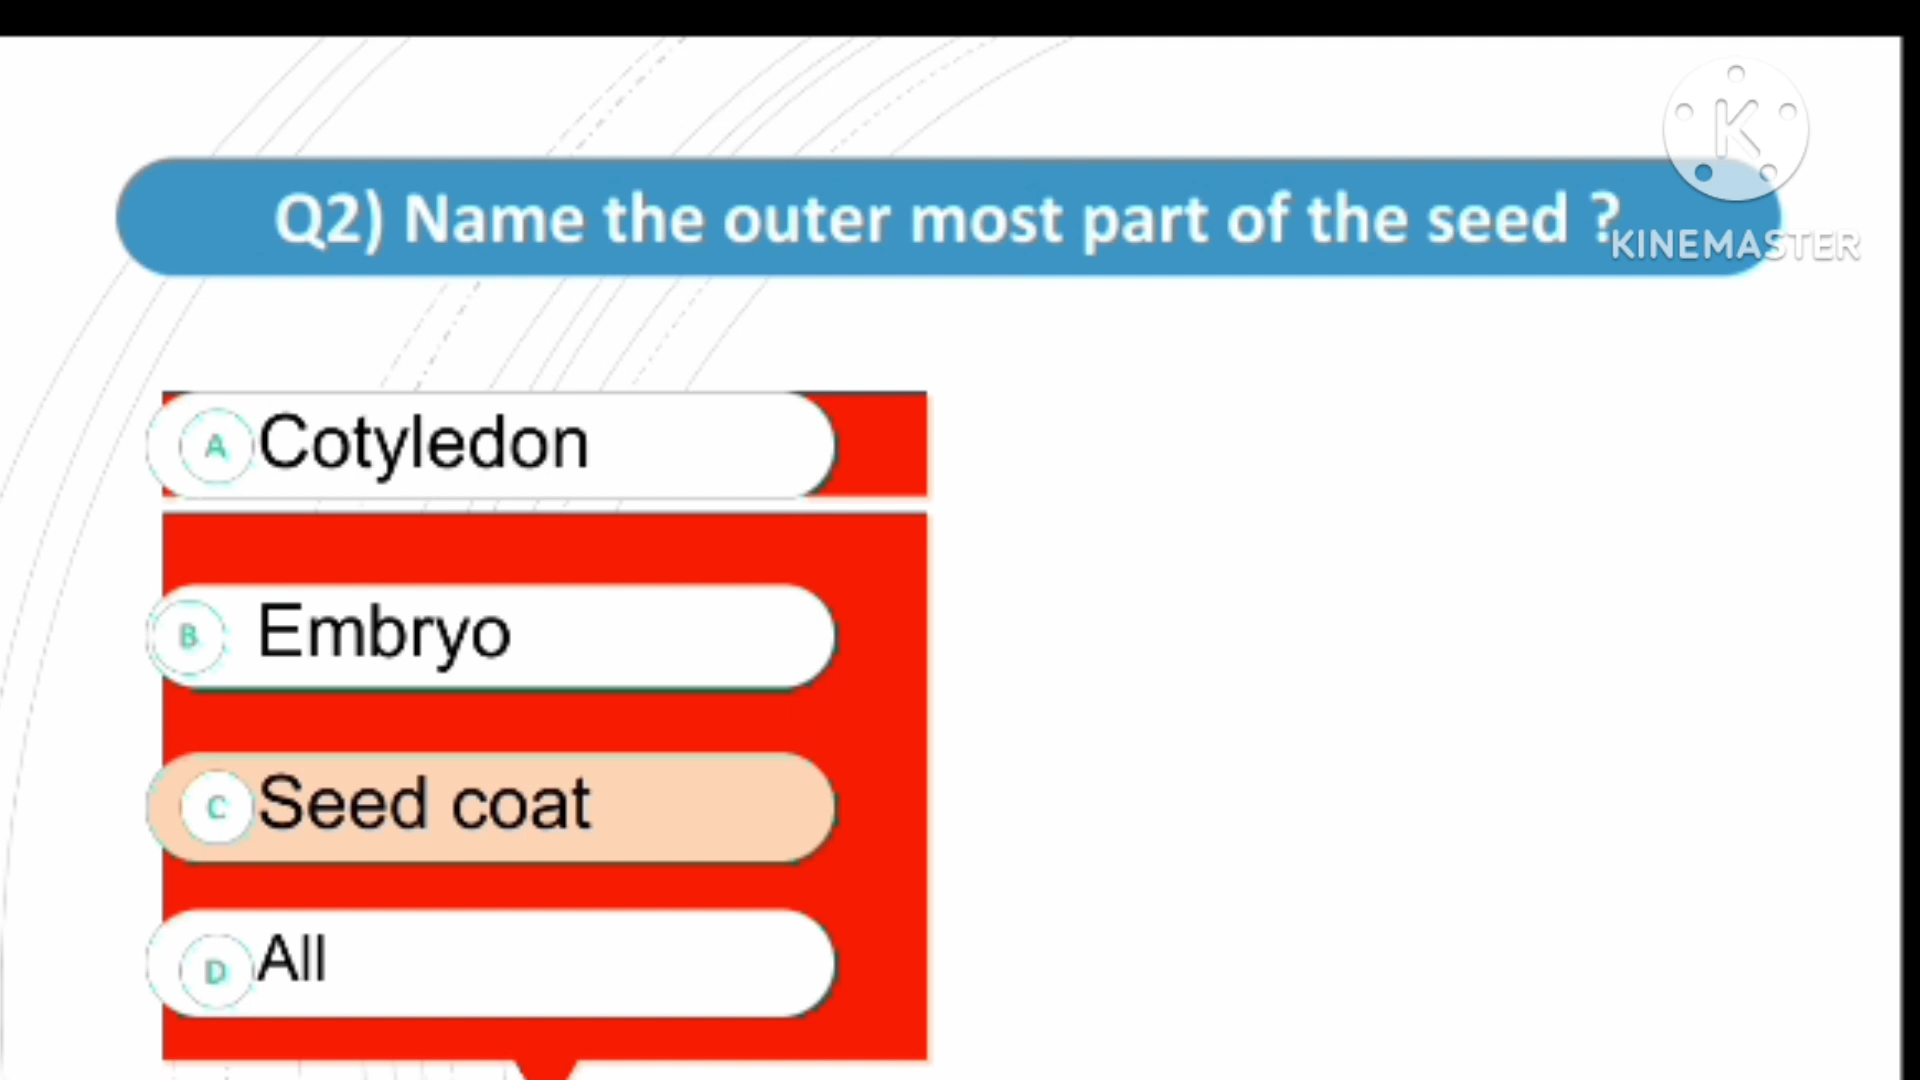 K
KINEMASTER
Q2) Name the outer most part of the seed ?
A Cotyledon
B Embryo
C Seed coat
D All